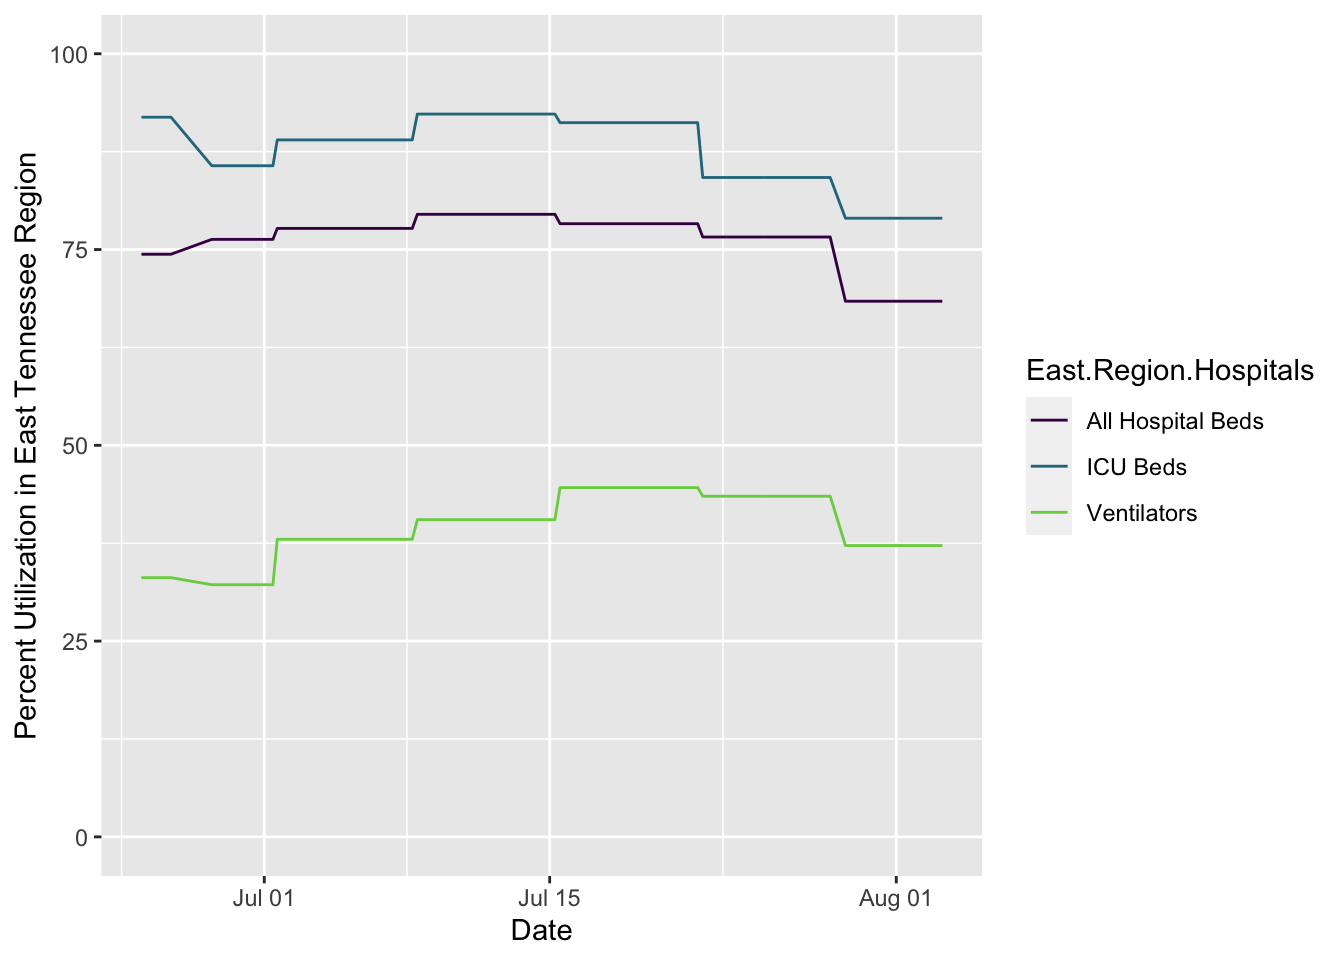 100
75
50
25
0
Percent Utilization in East Tennessee Region
Jul 01
Jul 15
Aug 01
Date
East.Region.Hospitals
All Hospital Beds
ICU Beds
Ventilators